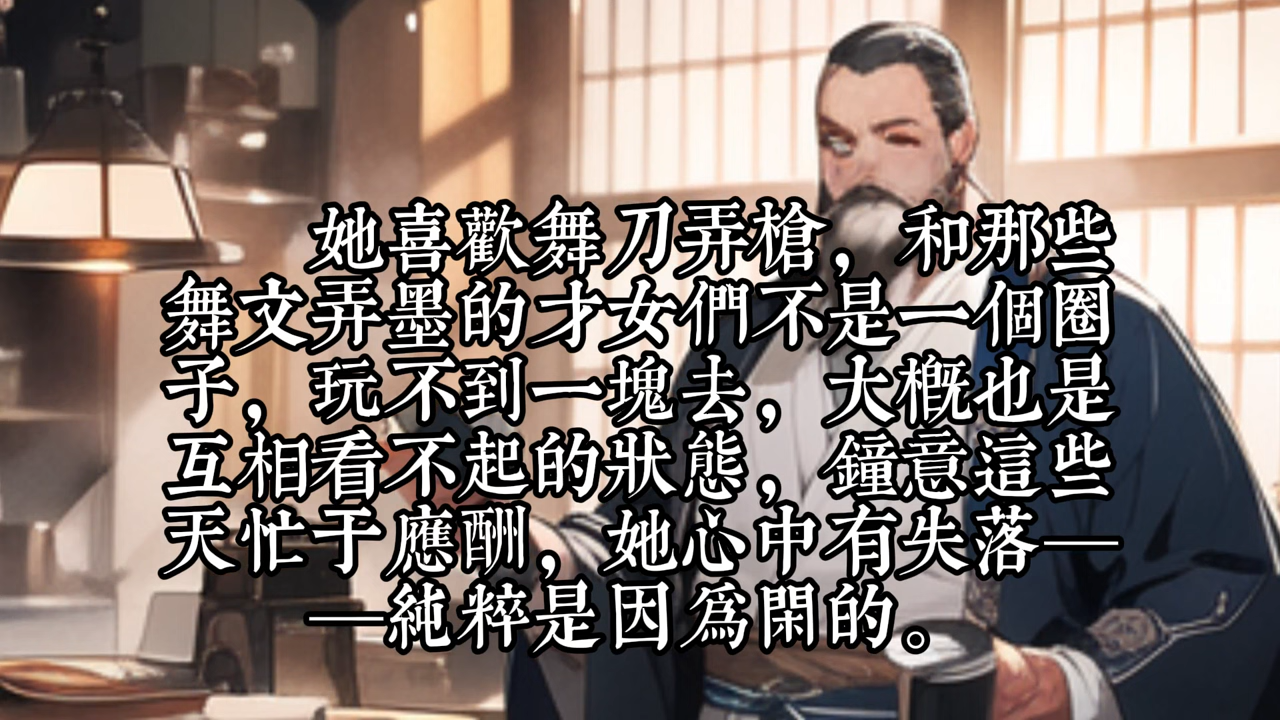 她喜歡舞刀弄槍，和那些
舞文弄墨的才女們不是一個圈
子，玩不到一塊去，大概也是
互相看不起的狀態，鐘意這些
天忙于應酬，她心中有失落—
—純粹是因爲閑的。